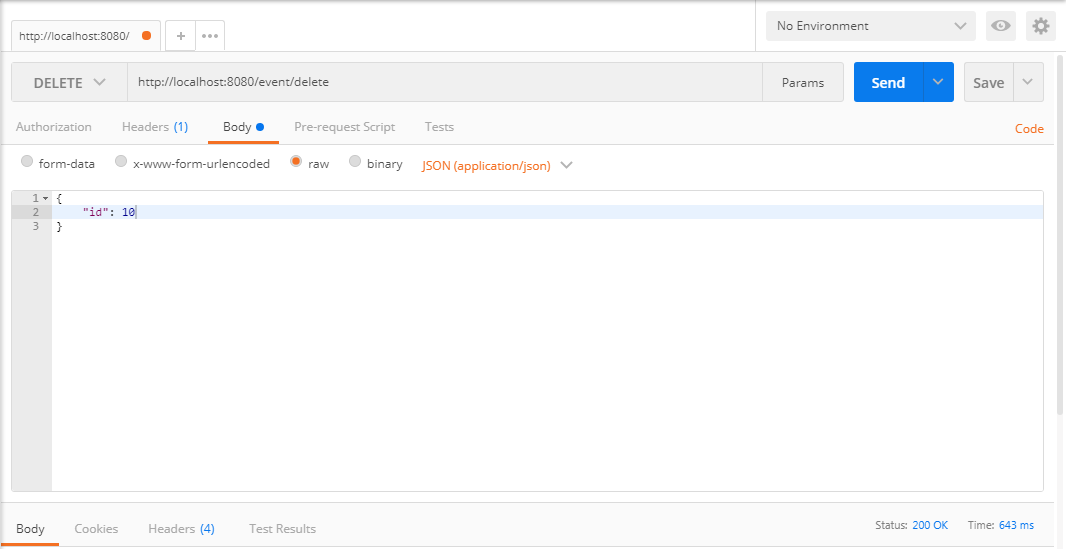 http://localhost:8080/ + ••• No Environment
DELETE http://localhost:8080/event/delete Params Send Save
Authorization Headers (1) Body Pre-request Script Tests Code
form-data x-www-form-urlencoded raw binary JSON (application/json)
1 {
2 "id": 10
3 }
Body Cookies Headers (4) Test Results Status: 200 OK Time: 643 ms